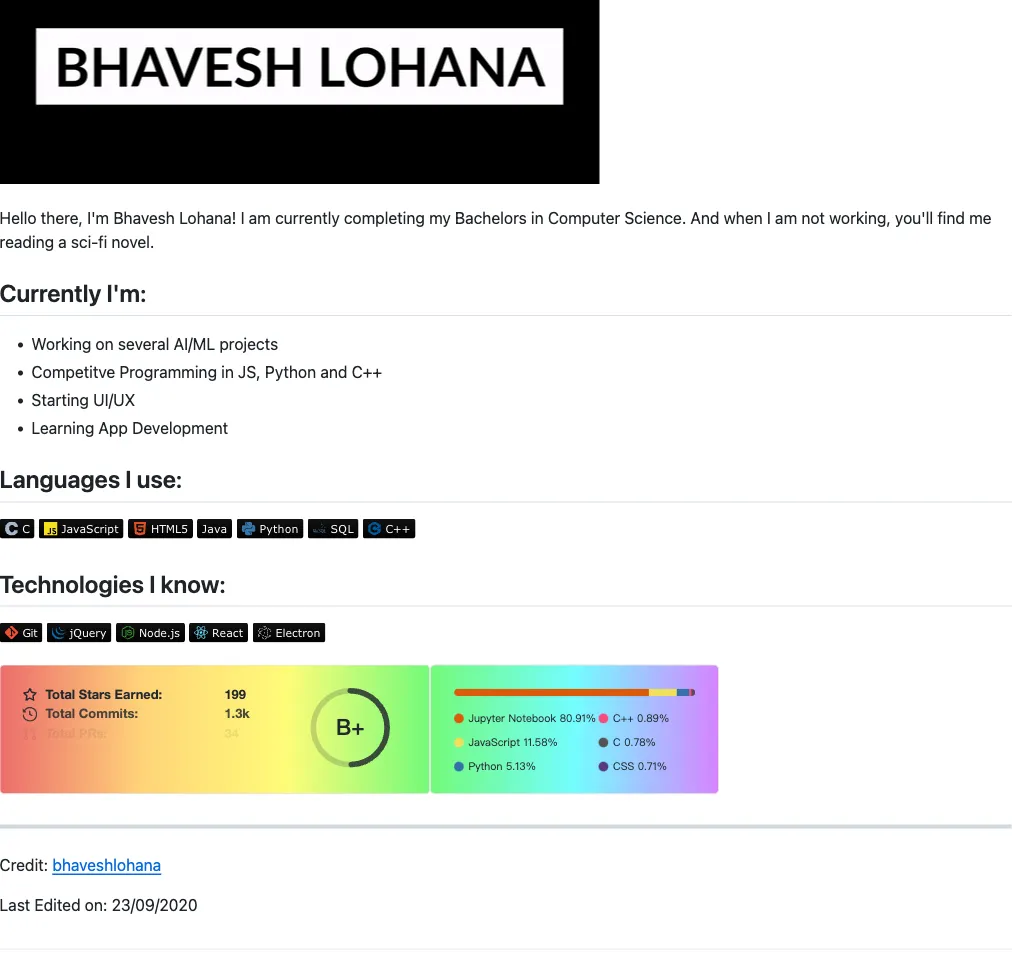 BHAVESH LOHANA
Hello there, I'm Bhavesh Lohana! I am currently completing my Bachelors in Computer Science. And when I am not working, you'll find me
reading a sci-fi novel.
Currently I'm:
• Working on several AI/ML projects
• Competitve Programming in JS, Python and C++
• Starting UI/UX
• Learning App Development
Languages I use:
C JavaScript HTML5 Java Python SQL C++
Technologies I know:
Git jQuery Node.js React Electron
Total Stars Earned: 199
Total Commits: 1.3k
Total PRs: 34
B+
Jupyter Notebook 80.91% C++ 0.89%
JavaScript 11.58% C 0.78%
Python 5.13% CSS 0.71%
Credit: bhaveshlohana
Last Edited on: 23/09/2020